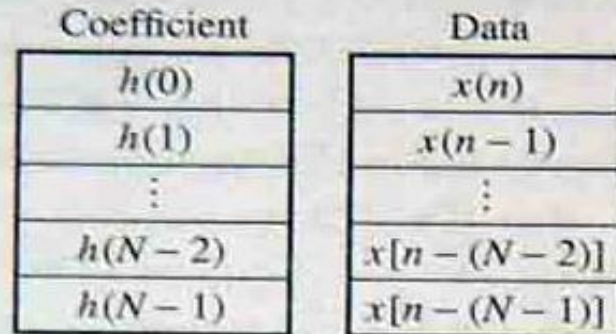 Coefficient Data
h(0) x(n)
h(1) x(n − 1)
⋮ ⋮
h(N − 2) x[n − (N − 2)]
h(N − 1) x[n − (N − 1)]